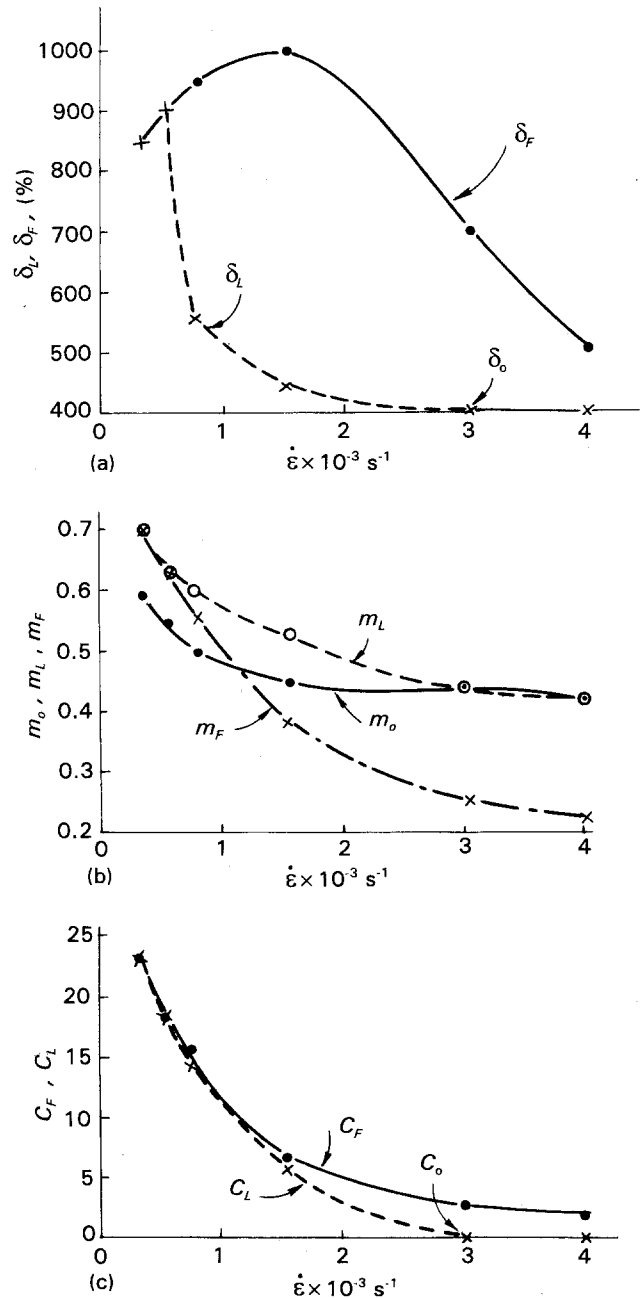 1000
900
800
700
600
500
400
δL, δF, (%)
δF
δL
δo
0 1 2 3 4
(a)
ε̇ × 10⁻³ s⁻¹
0.7
0.6
0.5
0.4
0.3
0.2
mo, mL, mF
mL
mF
mo
0 1 2 3 4
(b)
ε̇ × 10⁻³ s⁻¹
25
20
15
10
5
0
CF, CL
CF
CL
Co
0 1 2 3 4
(c)
ε̇ × 10⁻³ s⁻¹